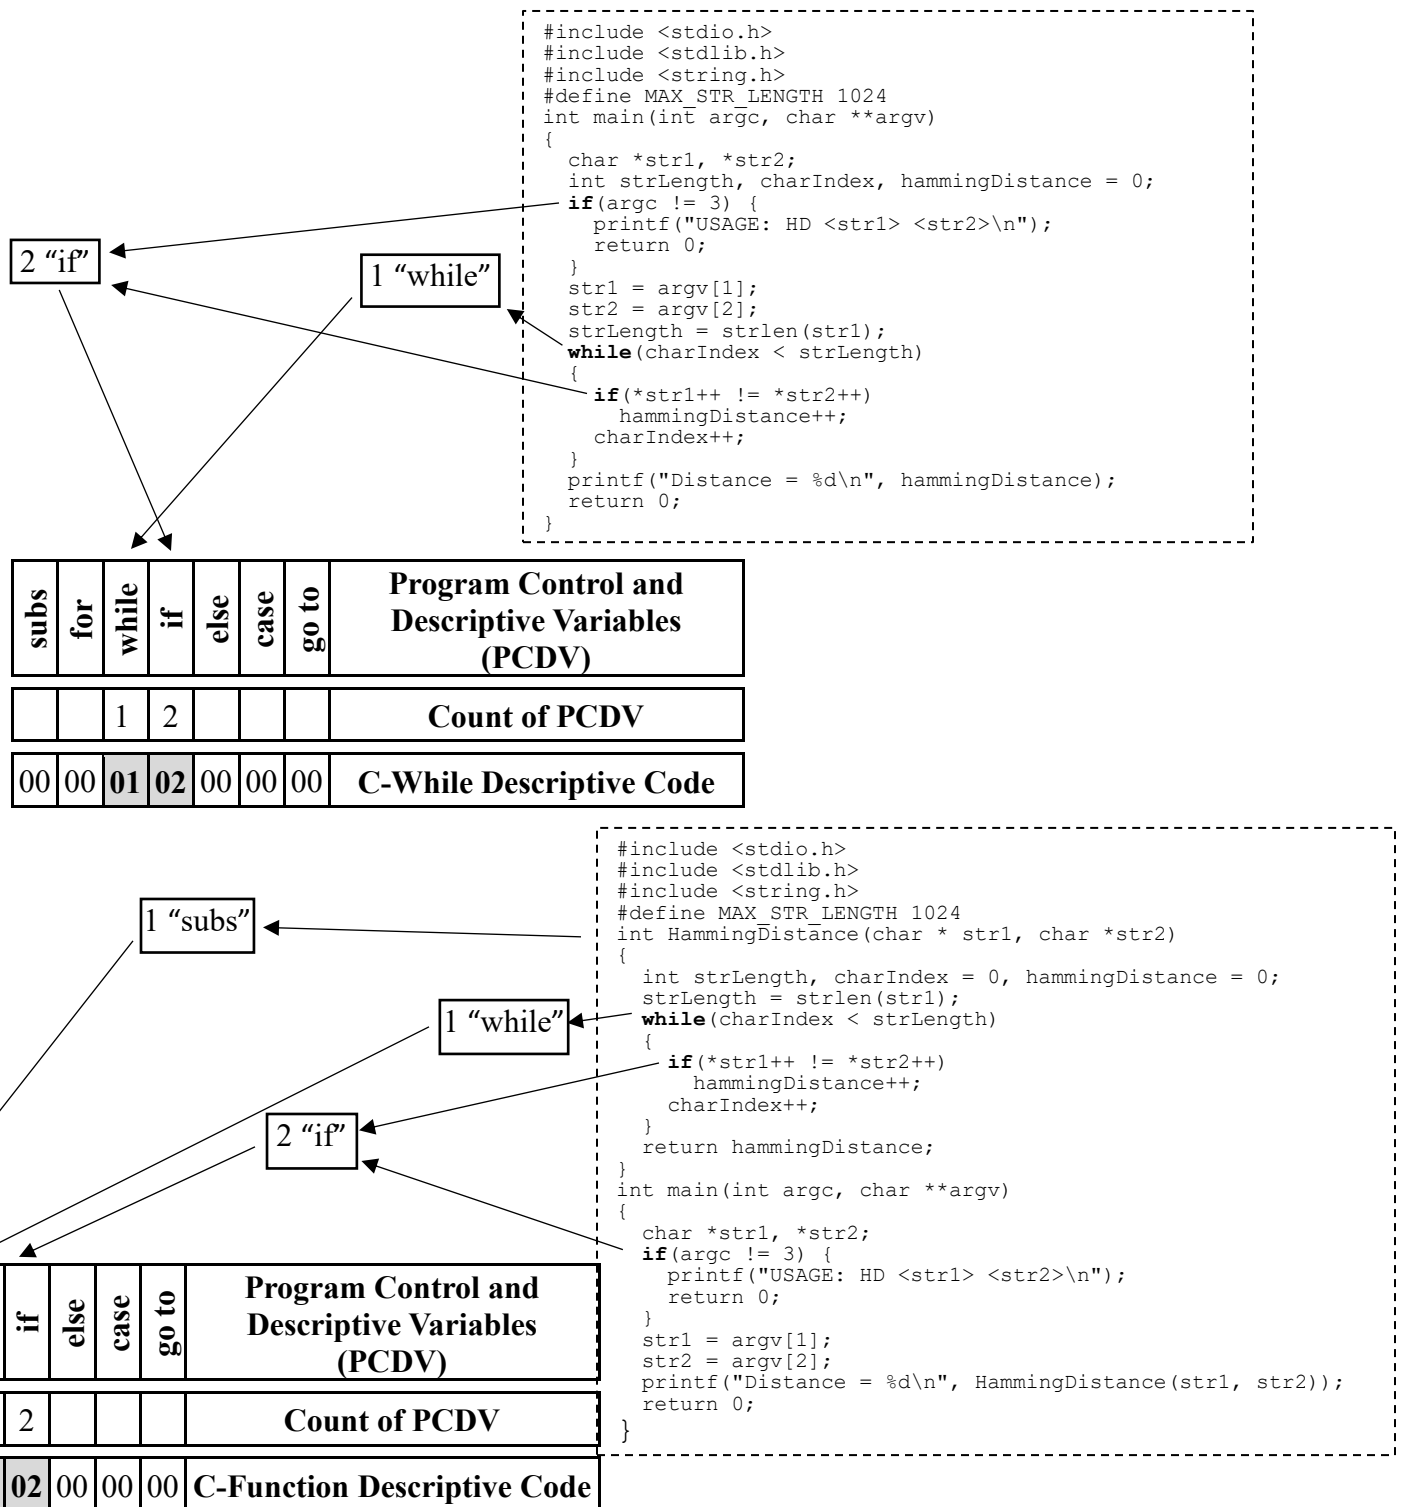 #include <stdio.h>
#include <stdlib.h>
#include <string.h>
#define MAX_STR_LENGTH 1024
int main(int argc, char **argv)
{
  char *str1, *str2;
  int strLength, charIndex, hammingDistance = 0;
  if(argc != 3) {
    printf("USAGE: HD <str1> <str2>\n");
    return 0;
  }
  str1 = argv[1];
  str2 = argv[2];
  strLength = strlen(str1);
  while(charIndex < strLength)
  {
    if(*str1++ != *str2++)
      hammingDistance++;
    charIndex++;
  }
  printf("Distance = %d\n", hammingDistance);
  return 0;
}
2 “if”
1 “while”
subs for while if else case go to Program Control and
Descriptive Variables
(PCDV)
1 2 Count of PCDV
00 00 01 02 00 00 00 C-While Descriptive Code
#include <stdio.h>
#include <stdlib.h>
#include <string.h>
#define MAX_STR_LENGTH 1024
int HammingDistance(char * str1, char *str2)
{
  int strLength, charIndex = 0, hammingDistance = 0;
  strLength = strlen(str1);
  while(charIndex < strLength)
  {
    if(*str1++ != *str2++)
      hammingDistance++;
    charIndex++;
  }
  return hammingDistance;
}
int main(int argc, char **argv)
{
  char *str1, *str2;
  if(argc != 3) {
    printf("USAGE: HD <str1> <str2>\n");
    return 0;
  }
  str1 = argv[1];
  str2 = argv[2];
  printf("Distance = %d\n", HammingDistance(str1, str2));
  return 0;
}
1 “subs”
1 “while”
2 “if”
if else case go to Program Control and
Descriptive Variables
(PCDV)
2 Count of PCDV
02 00 00 00 C-Function Descriptive Code